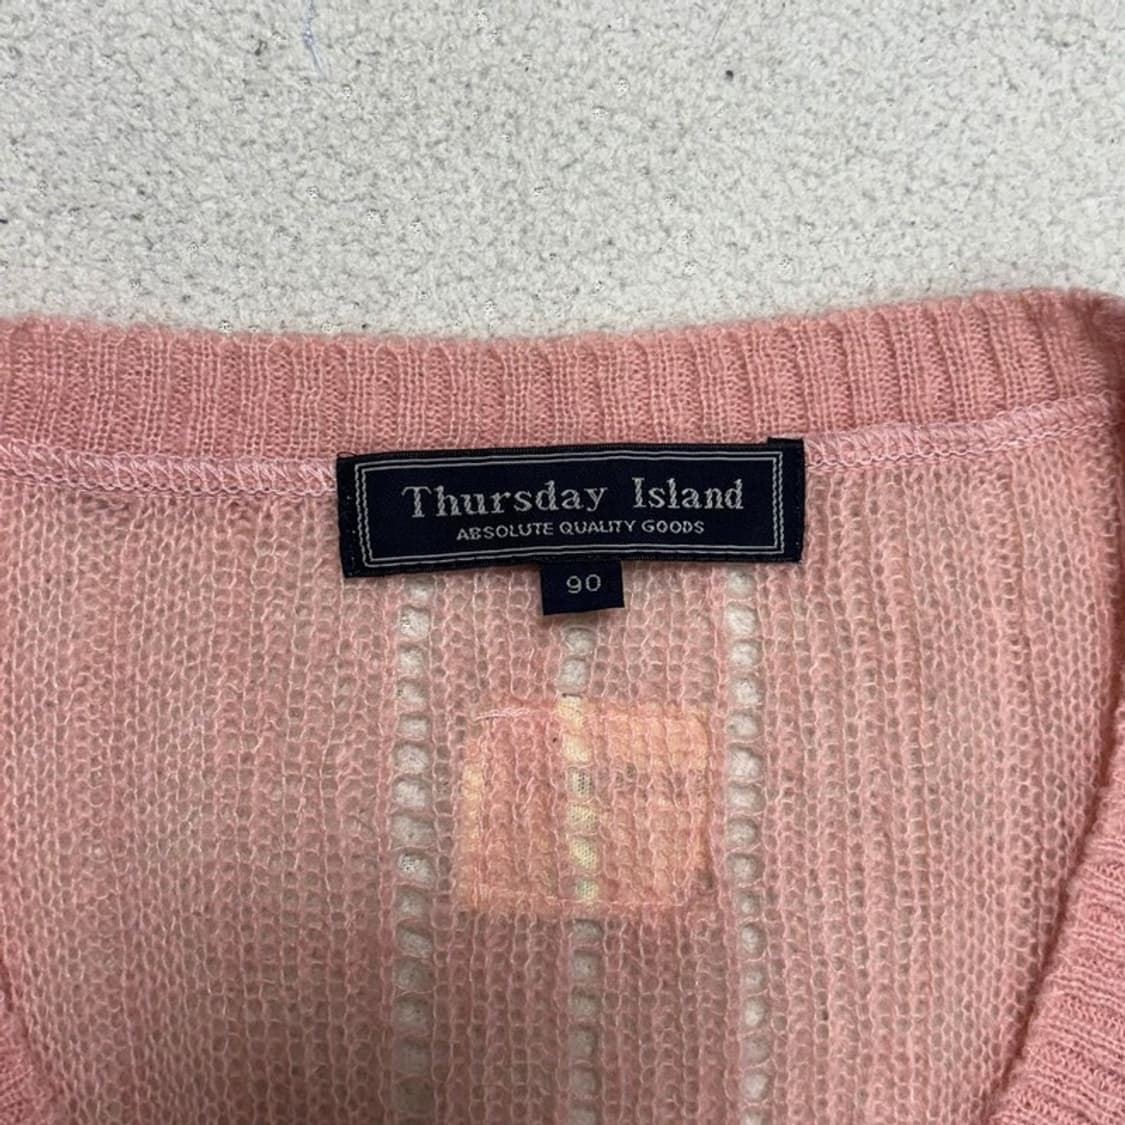 Thursday Island
ABSOLUTE QUALITY GOODS
90